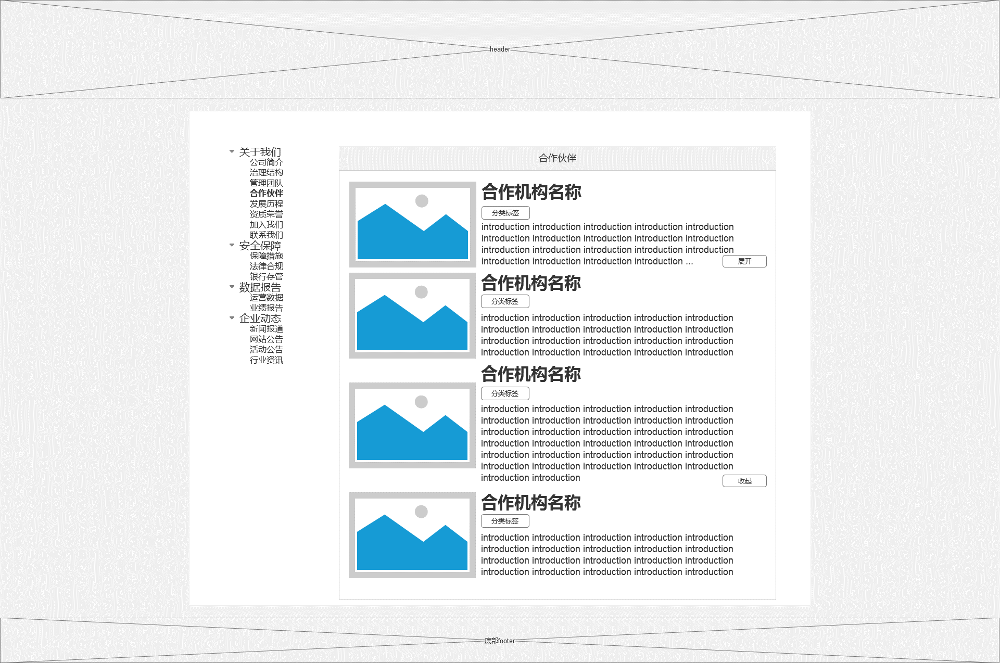 header
关于我们
公司简介
治理结构
管理团队
合作伙伴
发展历程
资质荣誉
加入我们
联系我们
安全保障
保障措施
法律合规
银行存管
数据报告
运营数据
业绩报告
企业动态
新闻报道
网站公告
活动公告
行业资讯
合作伙伴
合作机构名称
分类标签
introduction introduction introduction introduction introduction
introduction introduction introduction introduction introduction
introduction introduction introduction introduction introduction
introduction introduction introduction introduction ...
展开
合作机构名称
分类标签
introduction introduction introduction introduction introduction
introduction introduction introduction introduction introduction
introduction introduction introduction introduction introduction
introduction introduction introduction introduction introduction
合作机构名称
分类标签
introduction introduction introduction introduction introduction
introduction introduction introduction introduction introduction
introduction introduction introduction introduction introduction
introduction introduction introduction introduction introduction
introduction introduction introduction introduction introduction
introduction introduction introduction introduction introduction
introduction introduction
收起
合作机构名称
分类标签
introduction introduction introduction introduction introduction
introduction introduction introduction introduction introduction
introduction introduction introduction introduction introduction
introduction introduction introduction introduction introduction
底部footer